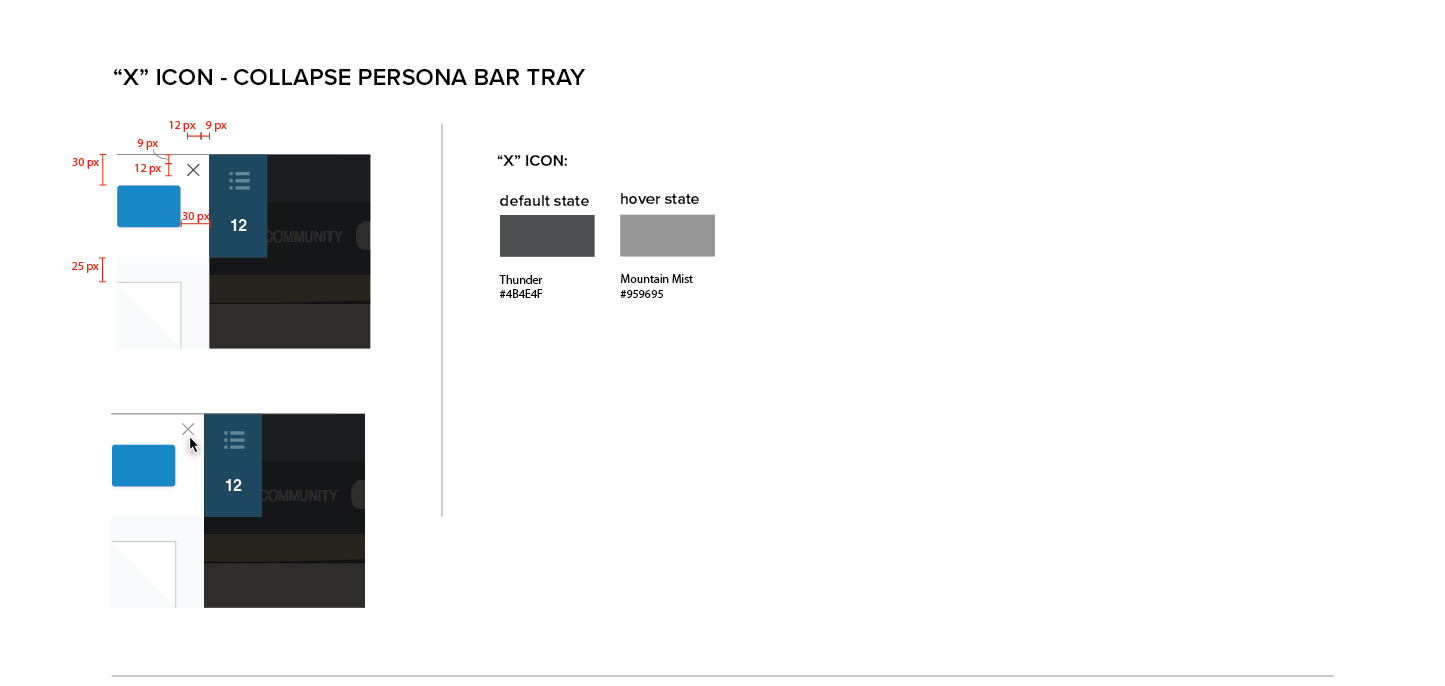 “X” ICON - COLLAPSE PERSONA BAR TRAY
12 px 9 px
9 px
30 px
12 px
30 px
12
COMMUNITY
25 px
12
COMMUNITY
“X” ICON:
default state
hover state
Thunder
#4B4E4F
Mountain Mist
#959695